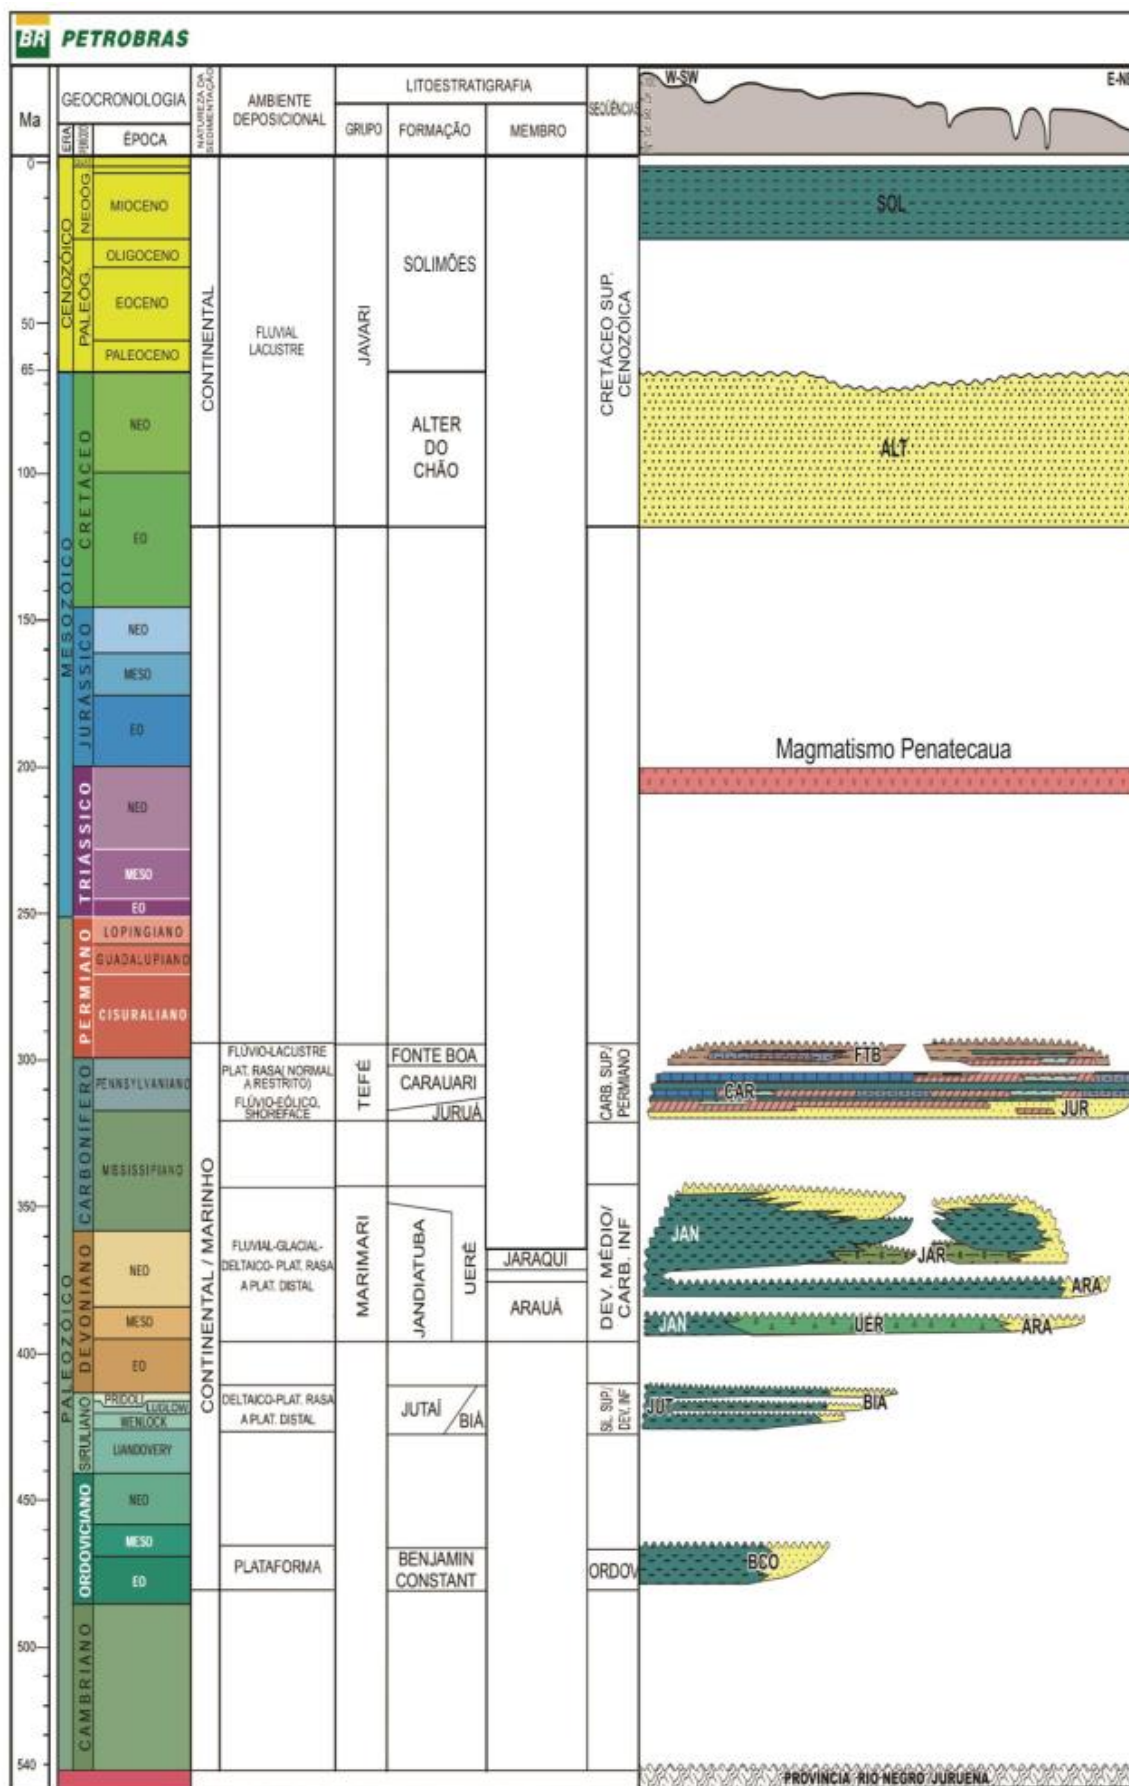 BR PETROBRAS
Ma
GEOCRONOLOGIA
ERA
ÉPOCA
NATUREZA DA
SEDIMENTAÇÃO
AMBIENTE
DEPOSICIONAL
LITOESTRATIGRAFIA
GRUPO
FORMAÇÃO
MEMBRO
SEQÜÊNCIAS
W-SW
0
50
65
100
150
200
250
300
350
400
450
500
540
CENOZÓICO
MESOZÓICO
PALEOZÓICO
NEOÓG.
PALEÓG.
CRETÁCEO
JURÁSSICO
TRIÁSSICO
PERMIANO
CARBONÍFERO
DEVONIANO
SIRULIANO
ORDOVICIANO
CAMBRIANO
MIOCENO
OLIGOCENO
EOCENO
PALEOCENO
NEO
EO
NEO
MESO
EO
NEO
MESO
EO
LOPINGIANO
GUADALUPIANO
CISURALIANO
PENNSYLVANIANO
MISSISSIPIANO
NEO
MESO
EO
PRIDOLI
LUDLOW
WENLOCK
LLANDOVERY
NEO
MESO
EO
CONTINENTAL
CONTINENTAL / MARINHO
FLUVIAL
LACUSTRE
FLÚVIO-LACUSTRE
PLAT. RASA( NORMAL
A RESTRITO)
FLÚVIO-EÓLICO,
SHOREFACE
FLUVIAL-GLACIAL-
DELTAICO- PLAT. RASA
A PLAT. DISTAL
DELTAICO-PLAT. RASA
A PLAT. DISTAL
PLATAFORMA
JAVARI
TEFÉ
MARIMARI
SOLIMÕES
ALTER
DO
CHÃO
FONTE BOA
CARAUARI
JURUÁ
JANDIATUBA
UERÉ
JUTAÍ
BIÁ
BENJAMIN
CONSTANT
JARAQUI
ARAUÁ
CRETÁCEO SUP.
CENOZÓICA
CARB. SUP./
PERMIANO
DEV. MÉDIO/
CARB. INF
SIL. SUP/
DEV. INF
ORDOV
SOL
ALT
Magmatismo Penatecaua
FTB
CAR
JUR
JAN
JAR
ARA
JAN
UER
ARA
JUT
BIA
BCO
PROVÍNCIA RIO NEGRO JURUENA